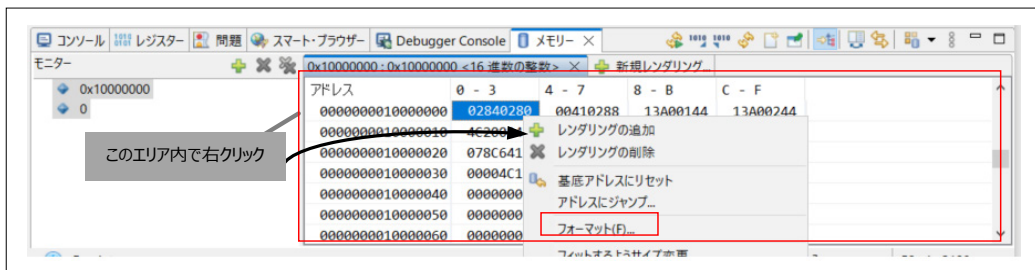 コンソール レジスター 問題 スマート・ブラウザー Debugger Console メモリー
モニター 0x10000000 : 0x10000000 <16 進数の整数> 新規レンダリング...
0x10000000
0
アドレス 0 - 3 4 - 7 8 - B C - F
0000000010000000 02840280 00410288 13A00144 13A00244
0000000010000010
0000000010000020 078C641
0000000010000030 00004C1
0000000010000040 0000000
0000000010000050 0000000
0000000010000060 0000000
このエリア内で右クリック
レンダリングの追加
レンダリングの削除
基底アドレスにリセット
アドレスにジャンプ...
フォーマット(F)...